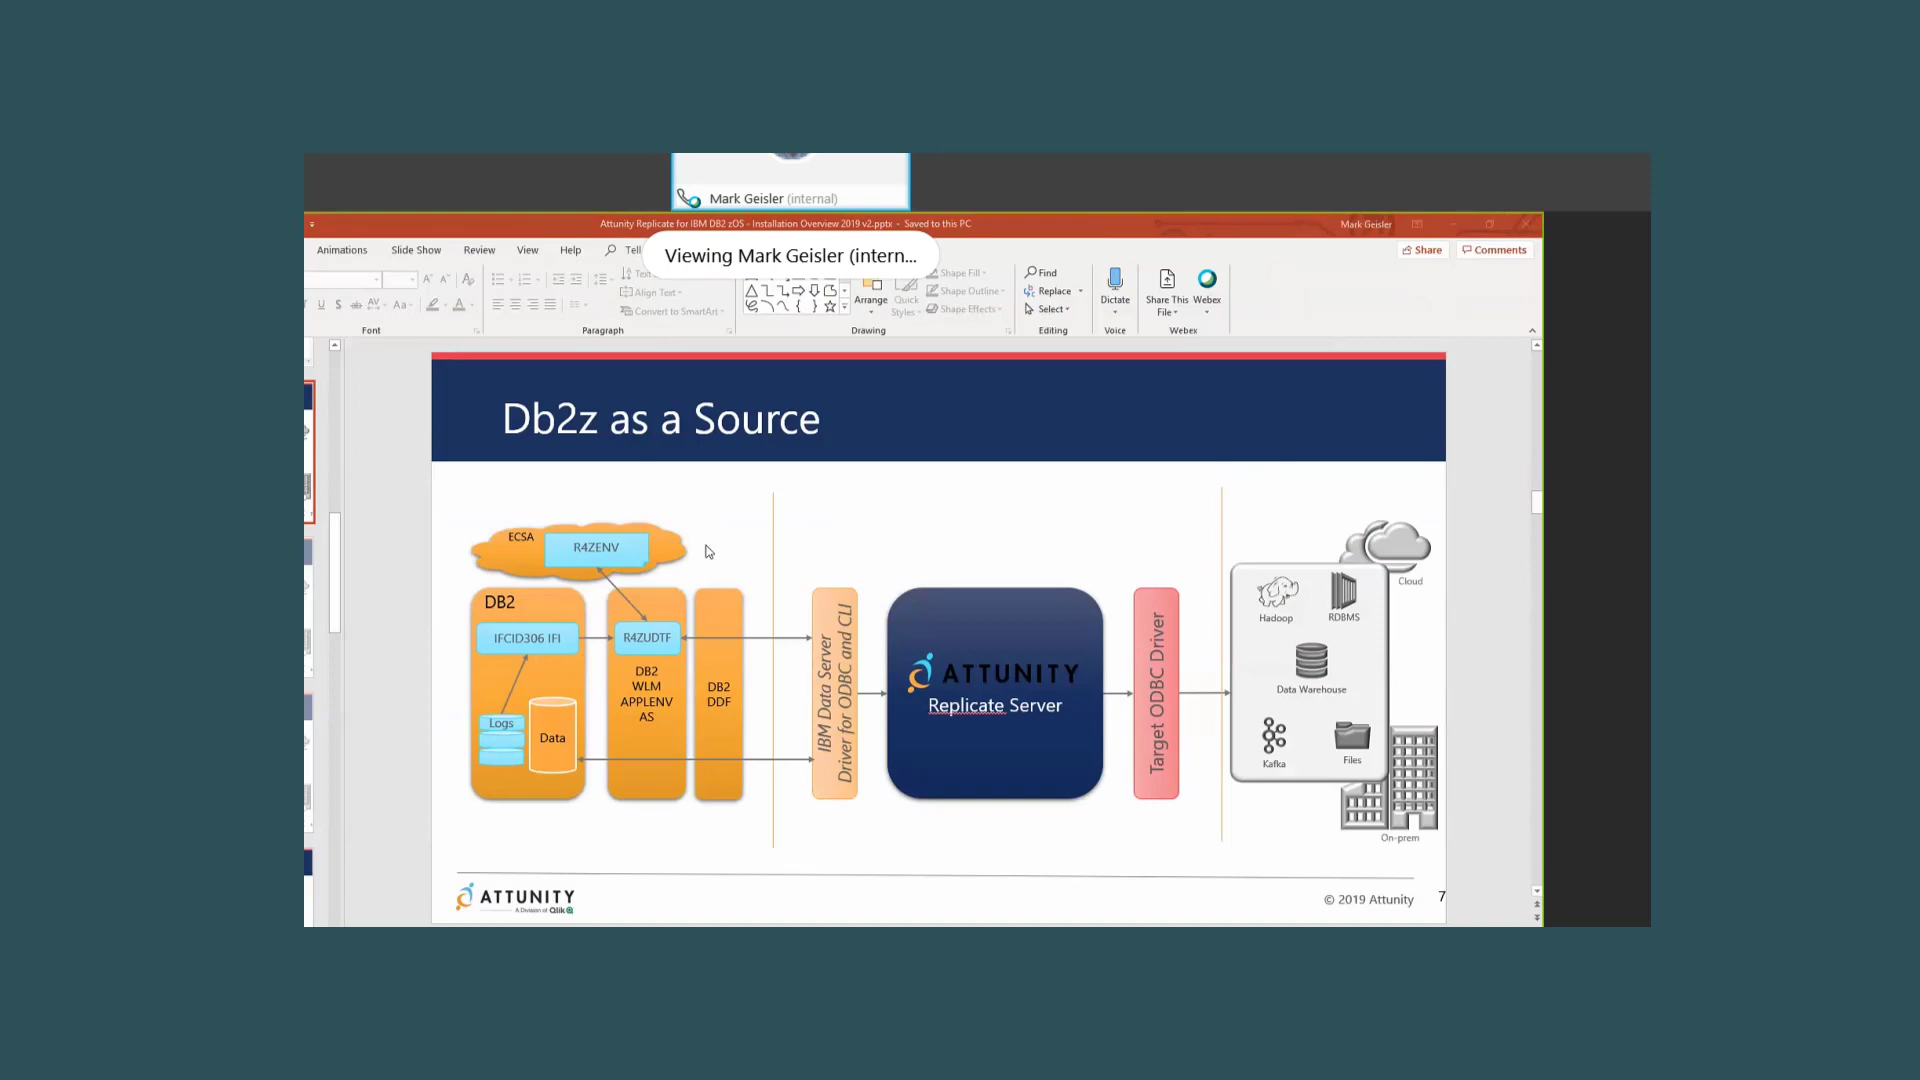 Mark Geisler (internal)
Attunity Replicate for IBM DB2 zOS - Installation Overview 2019 v2.pptx - Saved to this PC
Mark Geisler
Animations
Slide Show
Review
View
Help
Tell
Viewing Mark Geisler (intern...
Share
Comments
Text
Align Text
Convert to SmartArt
Arrange
Quick
Styles
Shape Fill
Shape Outline
Shape Effects
Find
Replace
Select
Dictate
Share This
File
Webex
Font
Paragraph
Drawing
Editing
Voice
Webex
Db2z as a Source
ECSA
R4ZENV
DB2
IFCID306 IFI
Logs
Data
R4ZUDTF
DB2
WLM
APPLENV
AS
DB2
DDF
IBM Data Server
Driver for ODBC and CLI
ATTUNITY
Replicate Server
Target ODBC Driver
Cloud
Hadoop
RDBMS
Data Warehouse
Kafka
Files
On-prem
ATTUNITY
A Division of Qlik
© 2019 Attunity
7